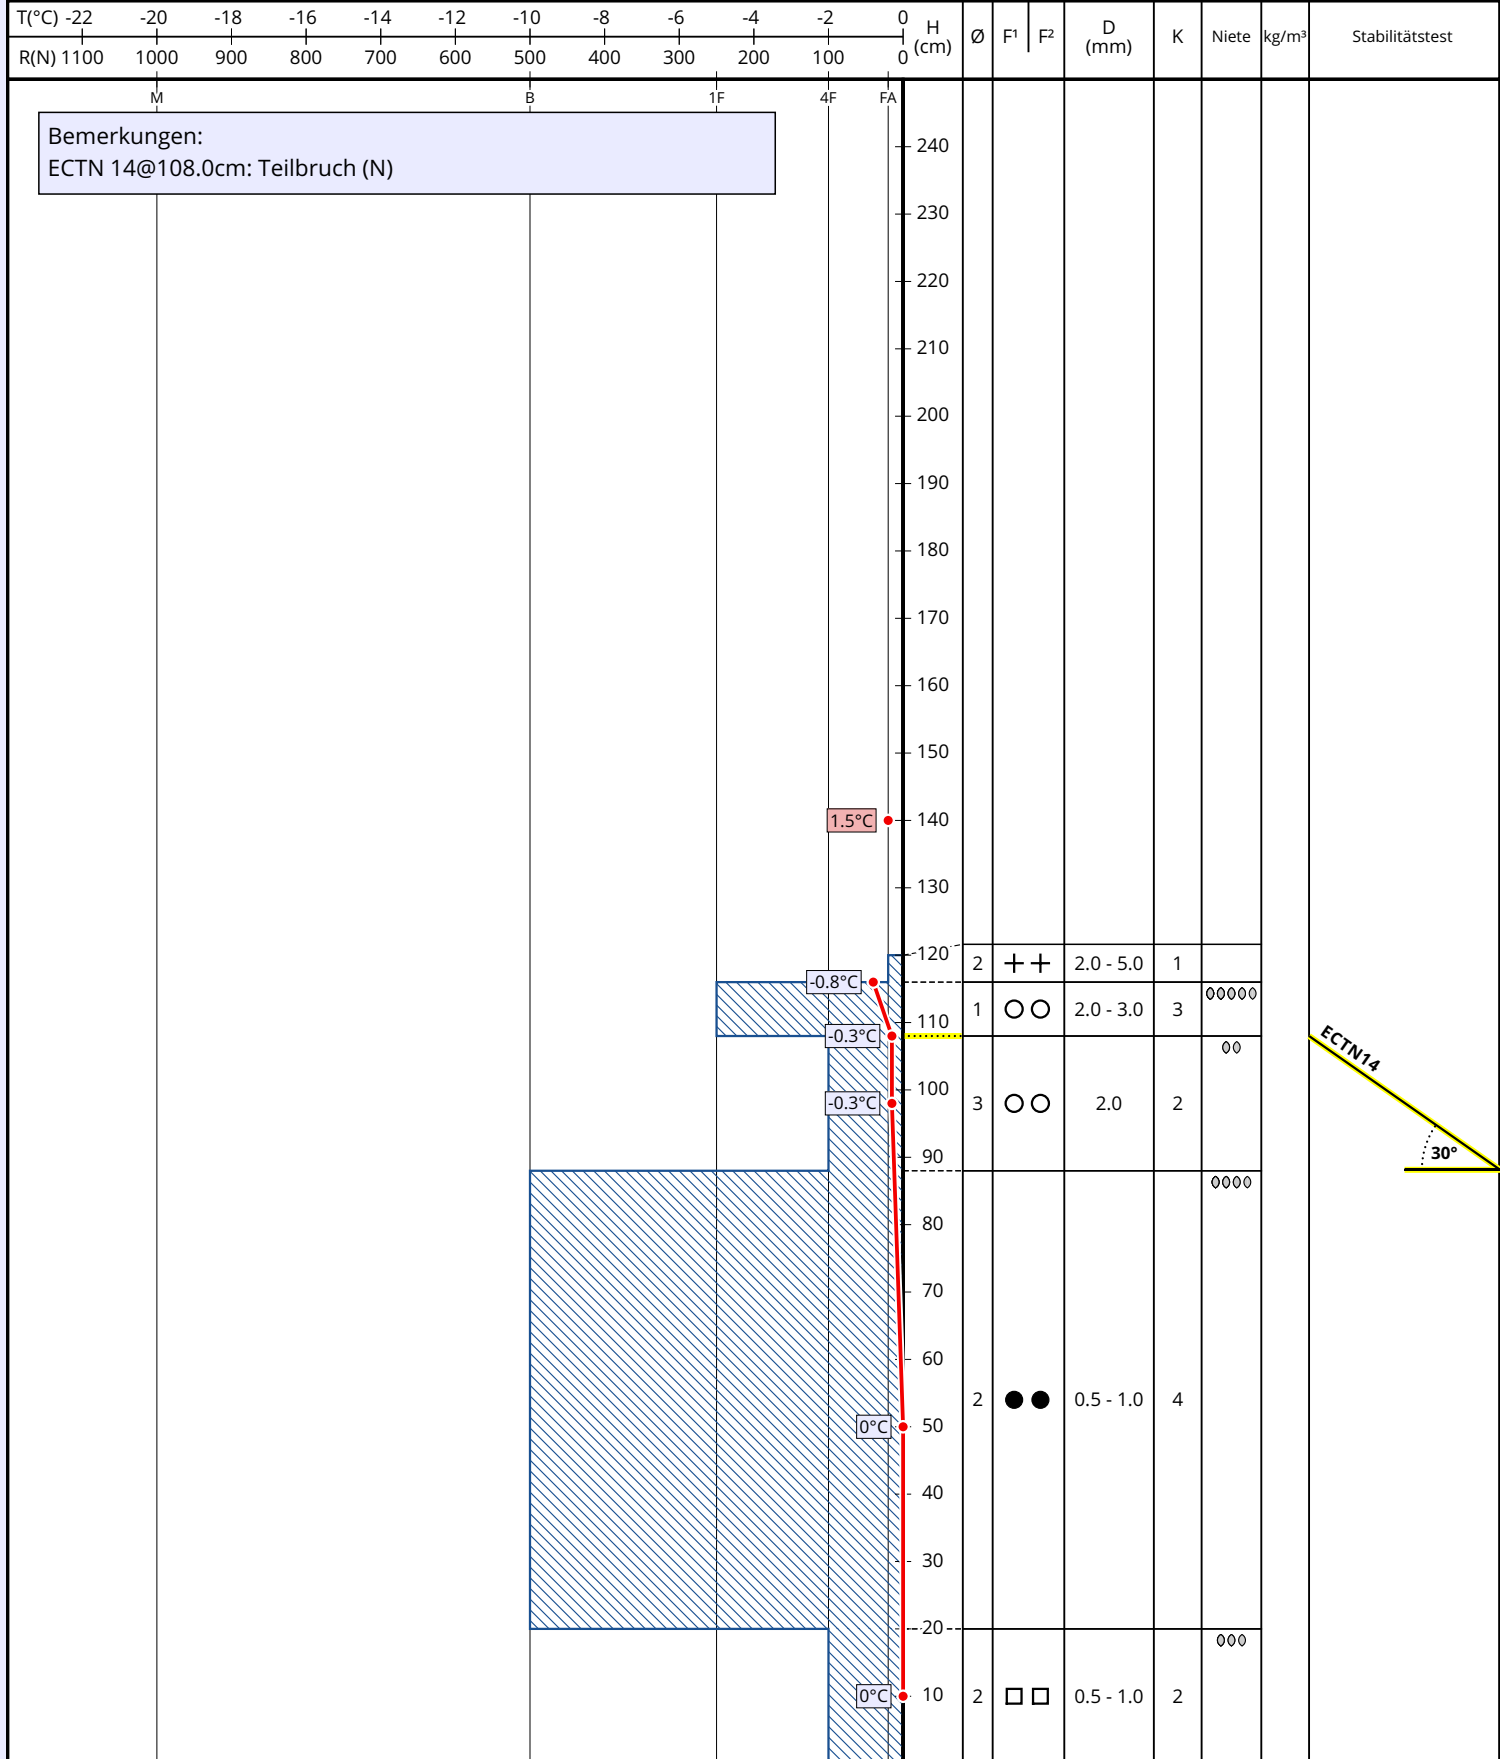 T(°C) -22 -20 -18 -16 -14 -12 -10 -8 -6 -4 -2 0
R(N) 1100 1000 900 800 700 600 500 400 300 200 100 0
H (cm) Ø F¹ F² D (mm) K Niete kg/m³ Stabilitätstest
M B 1F 4F FA
Bemerkungen:
ECTN 14@108.0cm: Teilbruch (N)
240
230
220
210
200
190
180
170
160
150
1.5°C 140
130
120
2 ++ 2.0 - 5.0 1
-0.8°C
1 2.0 - 3.0 3
110
-0.3°C
ECTN14
100
-0.3°C 3 2.0 2
90
30°
80
70
60
2 0.5 - 1.0 4
0°C 50
40
30
20
0°C 10 2 0.5 - 1.0 2